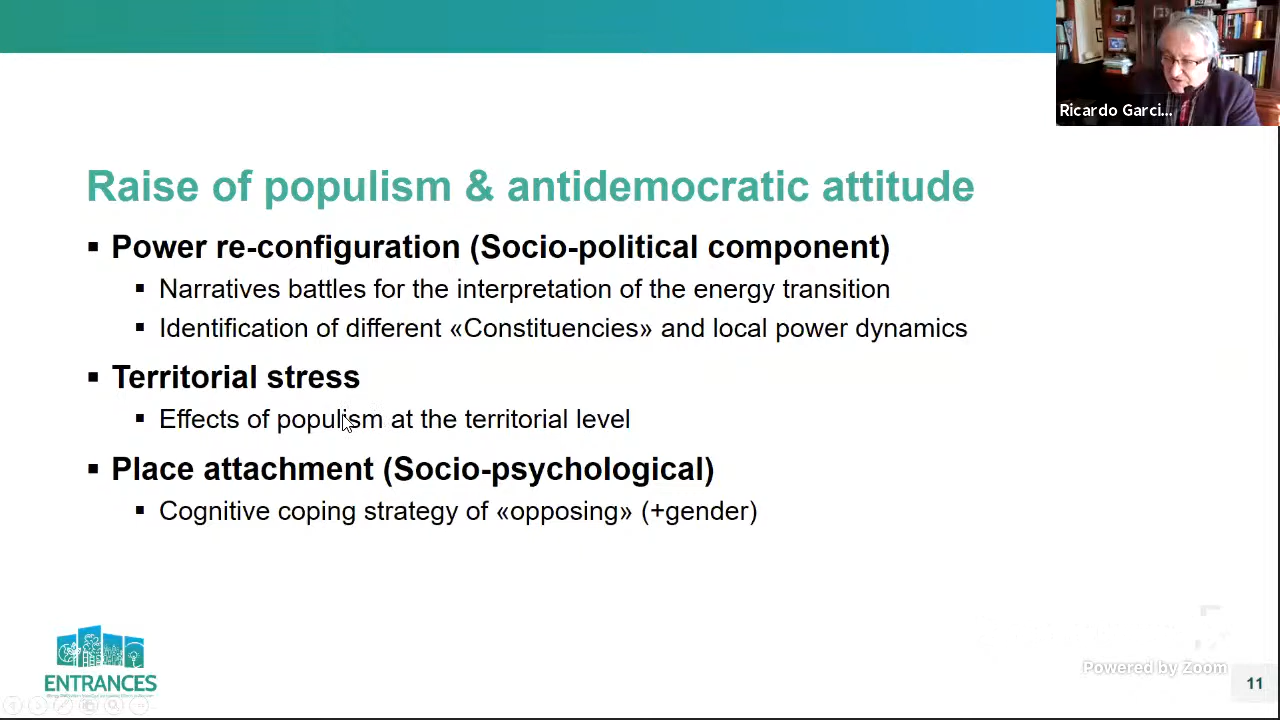 Ricardo Garci...
Raise of populism & antidemocratic attitude
▪ Power re-configuration (Socio-political component)
▪ Narratives battles for the interpretation of the energy transition
▪ Identification of different «Constituencies» and local power dynamics
▪ Territorial stress
▪ Effects of populism at the territorial level
▪ Place attachment (Socio-psychological)
▪ Cognitive coping strategy of «opposing» (+gender)
ENTRANCES
Powered by Zoom
11